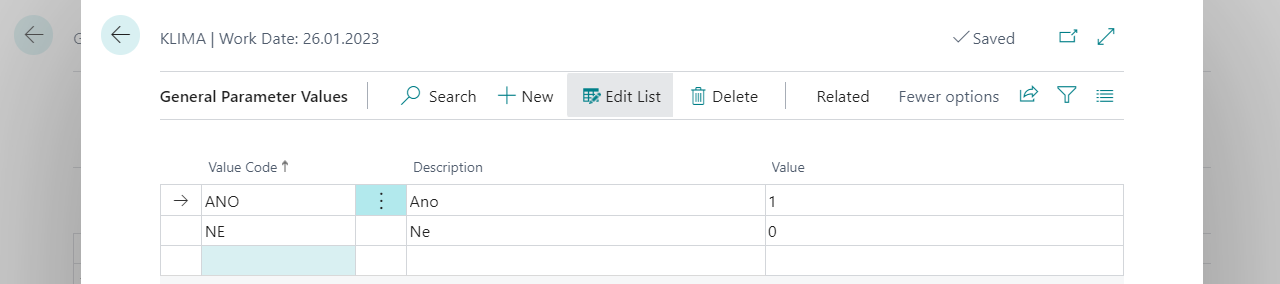 KLIMA | Work Date: 26.01.2023
Saved
General Parameter Values
Search
New
Edit List
Delete
Related
Fewer options
Value Code
Description
Value
ANO
Ano
1
NE
Ne
0